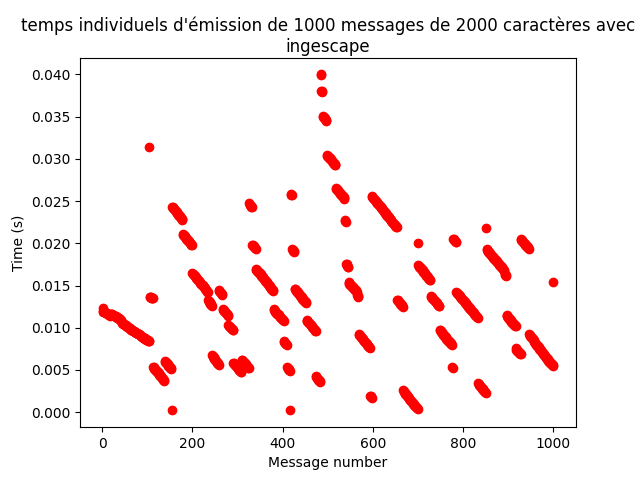 temps individuels d'émission de 1000 messages de 2000 caractères avec
ingescape
0.040
0.035
0.030
0.025
0.020
0.015
0.010
0.005
0.000
Time (s)
0 200 400 600 800 1000
Message number